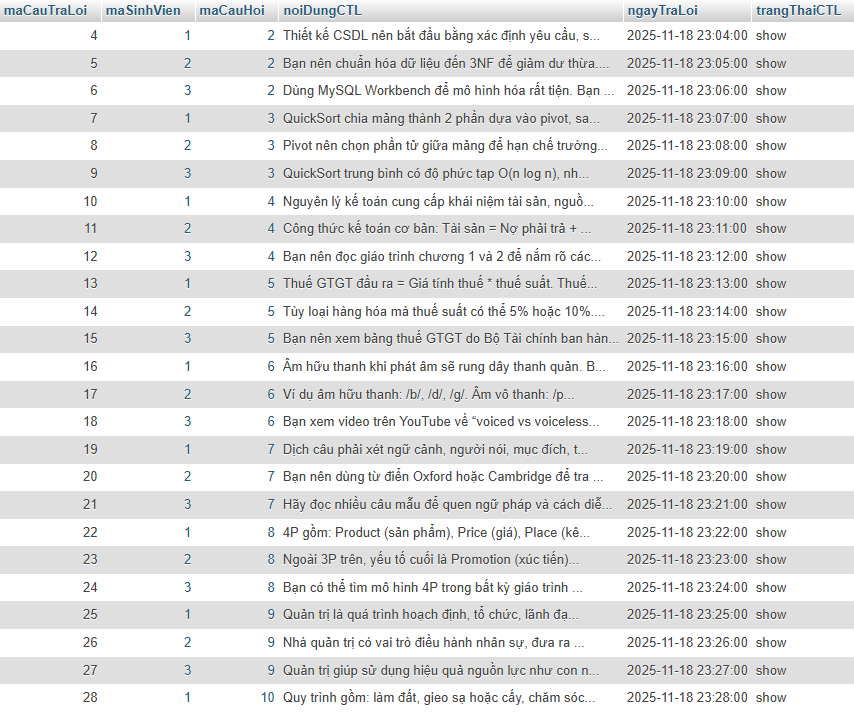 maCauTraLoi maSinhVien maCauHoi noiDungCTL ngayTraLoi trangThaiCTL
4 1 2 Thiết kế CSDL nên bắt đầu bằng xác định yêu cầu, s... 2025-11-18 23:04:00 show
5 2 2 Bạn nên chuẩn hóa dữ liệu đến 3NF để giảm dư thừa.... 2025-11-18 23:05:00 show
6 3 2 Dùng MySQL Workbench để mô hình hóa rất tiện. Bạn ... 2025-11-18 23:06:00 show
7 1 3 QuickSort chia mảng thành 2 phần dựa vào pivot, sa... 2025-11-18 23:07:00 show
8 2 3 Pivot nên chọn phần tử giữa mảng để hạn chế trường... 2025-11-18 23:08:00 show
9 3 3 QuickSort trung bình có độ phức tạp O(n log n), nh... 2025-11-18 23:09:00 show
10 1 4 Nguyên lý kế toán cung cấp khái niệm tài sản, nguồ... 2025-11-18 23:10:00 show
11 2 4 Công thức kế toán cơ bản: Tài sản = Nợ phải trả + ... 2025-11-18 23:11:00 show
12 3 4 Bạn nên đọc giáo trình chương 1 và 2 để nắm rõ các... 2025-11-18 23:12:00 show
13 1 5 Thuế GTGT đầu ra = Giá tính thuế * thuế suất. Thuế... 2025-11-18 23:13:00 show
14 2 5 Tùy loại hàng hóa mà thuế suất có thể 5% hoặc 10%.... 2025-11-18 23:14:00 show
15 3 5 Bạn nên xem bảng thuế GTGT do Bộ Tài chính ban hàn... 2025-11-18 23:15:00 show
16 1 6 Âm hữu thanh khi phát âm sẽ rung dây thanh quản. B... 2025-11-18 23:16:00 show
17 2 6 Ví dụ âm hữu thanh: /b/, /d/, /g/. Âm vô thanh: /p... 2025-11-18 23:17:00 show
18 3 6 Bạn xem video trên YouTube về “voiced vs voiceless... 2025-11-18 23:18:00 show
19 1 7 Dịch câu phải xét ngữ cảnh, người nói, mục đích, t... 2025-11-18 23:19:00 show
20 2 7 Bạn nên dùng từ điển Oxford hoặc Cambridge để tra ... 2025-11-18 23:20:00 show
21 3 7 Hãy đọc nhiều câu mẫu để quen ngữ pháp và cách diễ... 2025-11-18 23:21:00 show
22 1 8 4P gồm: Product (sản phẩm), Price (giá), Place (kê... 2025-11-18 23:22:00 show
23 2 8 Ngoài 3P trên, yếu tố cuối là Promotion (xúc tiến)... 2025-11-18 23:23:00 show
24 3 8 Bạn có thể tìm mô hình 4P trong bất kỳ giáo trình ... 2025-11-18 23:24:00 show
25 1 9 Quản trị là quá trình hoạch định, tổ chức, lãnh đạ... 2025-11-18 23:25:00 show
26 2 9 Nhà quản trị có vai trò điều hành nhân sự, đưa ra ... 2025-11-18 23:26:00 show
27 3 9 Quản trị giúp sử dụng hiệu quả nguồn lực như con n... 2025-11-18 23:27:00 show
28 1 10 Quy trình gồm: làm đất, gieo sạ hoặc cấy, chăm sóc... 2025-11-18 23:28:00 show